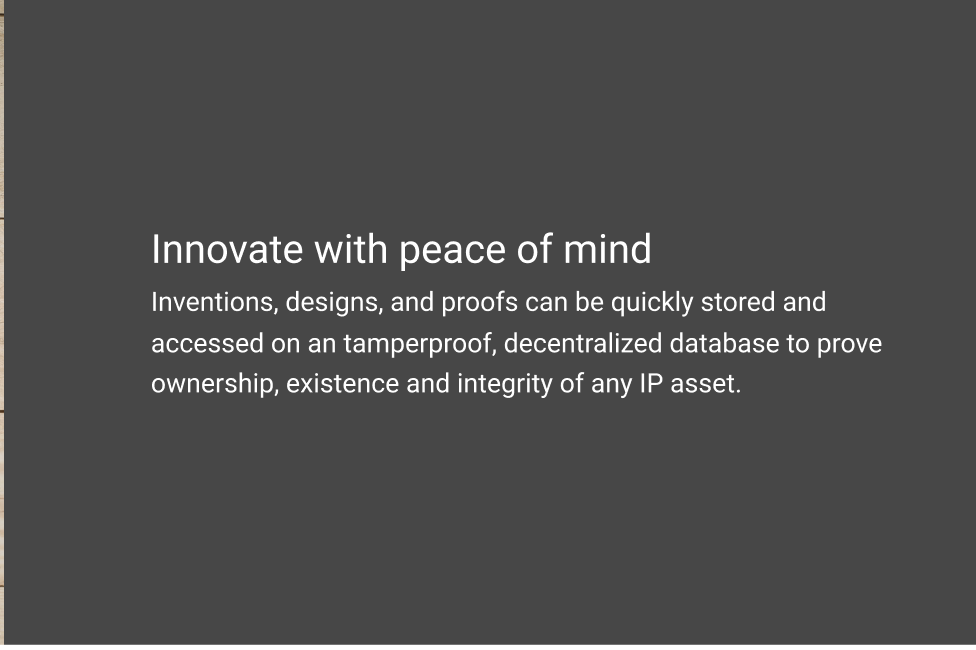 Innovate with peace of mind
Inventions, designs, and proofs can be quickly stored and
accessed on an tamperproof, decentralized database to prove
ownership, existence and integrity of any IP asset.